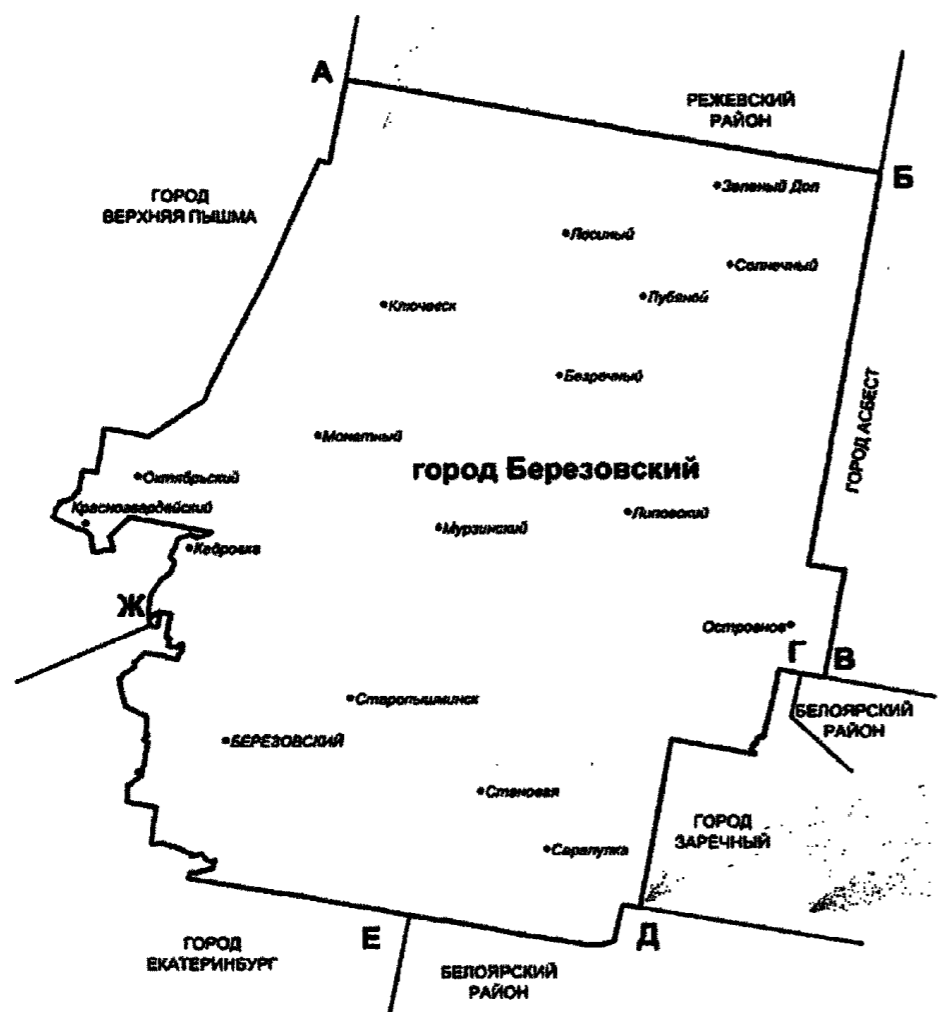 А
РЕЖЕВСКИЙ
РАЙОН
Б
Зеленый Дол
ГОРОД
ВЕРХНЯЯ ПЫШМА
Лосиный
Солнечный
Лубяной
Ключевск
Безречный
ГОРОД АСБЕСТ
Монетный
город Березовский
Октябрьский
Красногвардейский
Липовский
Мурзинский
Кедровка
Ж
Островное
Г
В
Старопышминск
БЕЛОЯРСКИЙ
РАЙОН
БЕРЕЗОВСКИЙ
Становая
ГОРОД
ЗАРЕЧНЫЙ
Сарапулка
Е
Д
ГОРОД
ЕКАТЕРИНБУРГ
БЕЛОЯРСКИЙ
РАЙОН